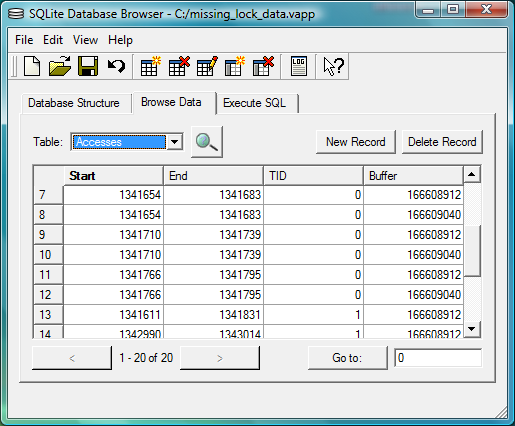 SQLite Database Browser - C:/missing_lock_data.vapp
File Edit View Help
LOG
Database Structure Browse Data Execute SQL
Table: Accesses New Record Delete Record
Start End TID Buffer
7 1341654 1341683 0 166608912
8 1341654 1341683 0 166609040
9 1341710 1341739 0 166608912
10 1341710 1341739 0 166609040
11 1341766 1341795 0 166608912
12 1341766 1341795 0 166609040
13 1341611 1341831 1 166608912
14 1342990 1343014 1 166608912
< 1 - 20 of 20 > Go to: 0